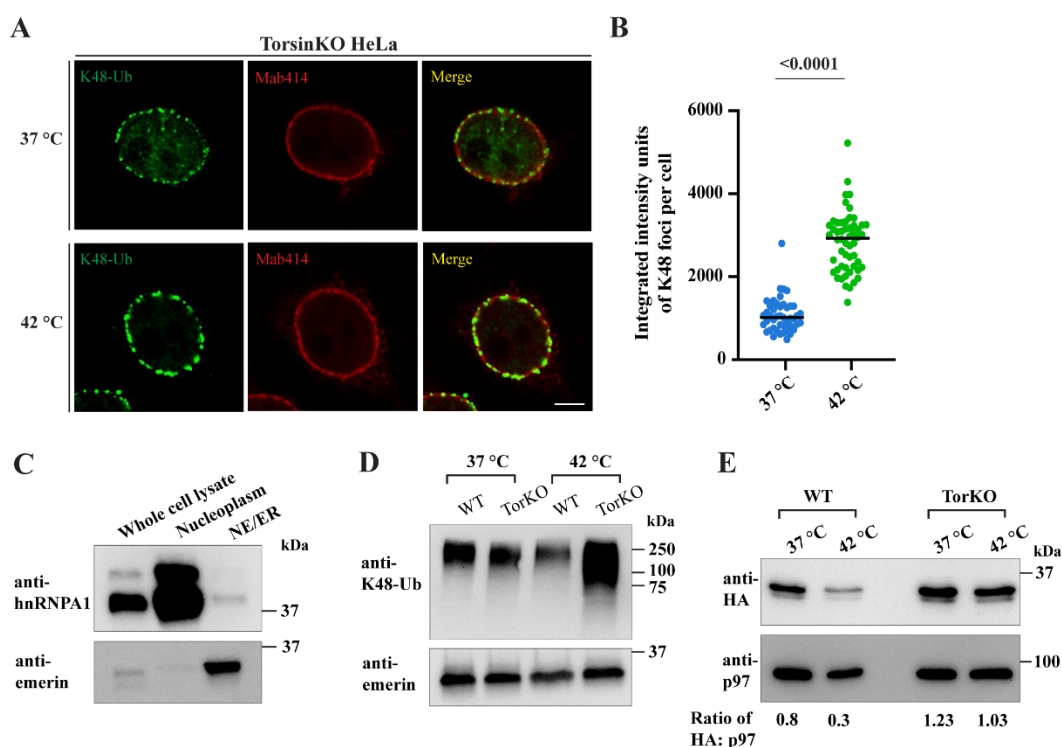 A
TorsinKO HeLa
K48-Ub
Mab414
Merge
37 °C
K48-Ub
Mab414
Merge
42 °C
B
<0.0001
Integrated intensity units
of K48 foci per cell
6000
4000
2000
0
37 °C
42 °C
C
Whole cell lysate
Nucleoplasm
NE/ER
kDa
anti-
hnRNPA1
37
37
anti-
emerin
D
37 °C
42 °C
WT
TorKO
WT
TorKO
kDa
250
100
75
anti-
K48-Ub
37
anti-
emerin
E
WT
TorKO
37 °C
42 °C
37 °C
42 °C
kDa
37
anti-
HA
100
anti-
p97
Ratio of
HA: p97
0.8
0.3
1.23
1.03